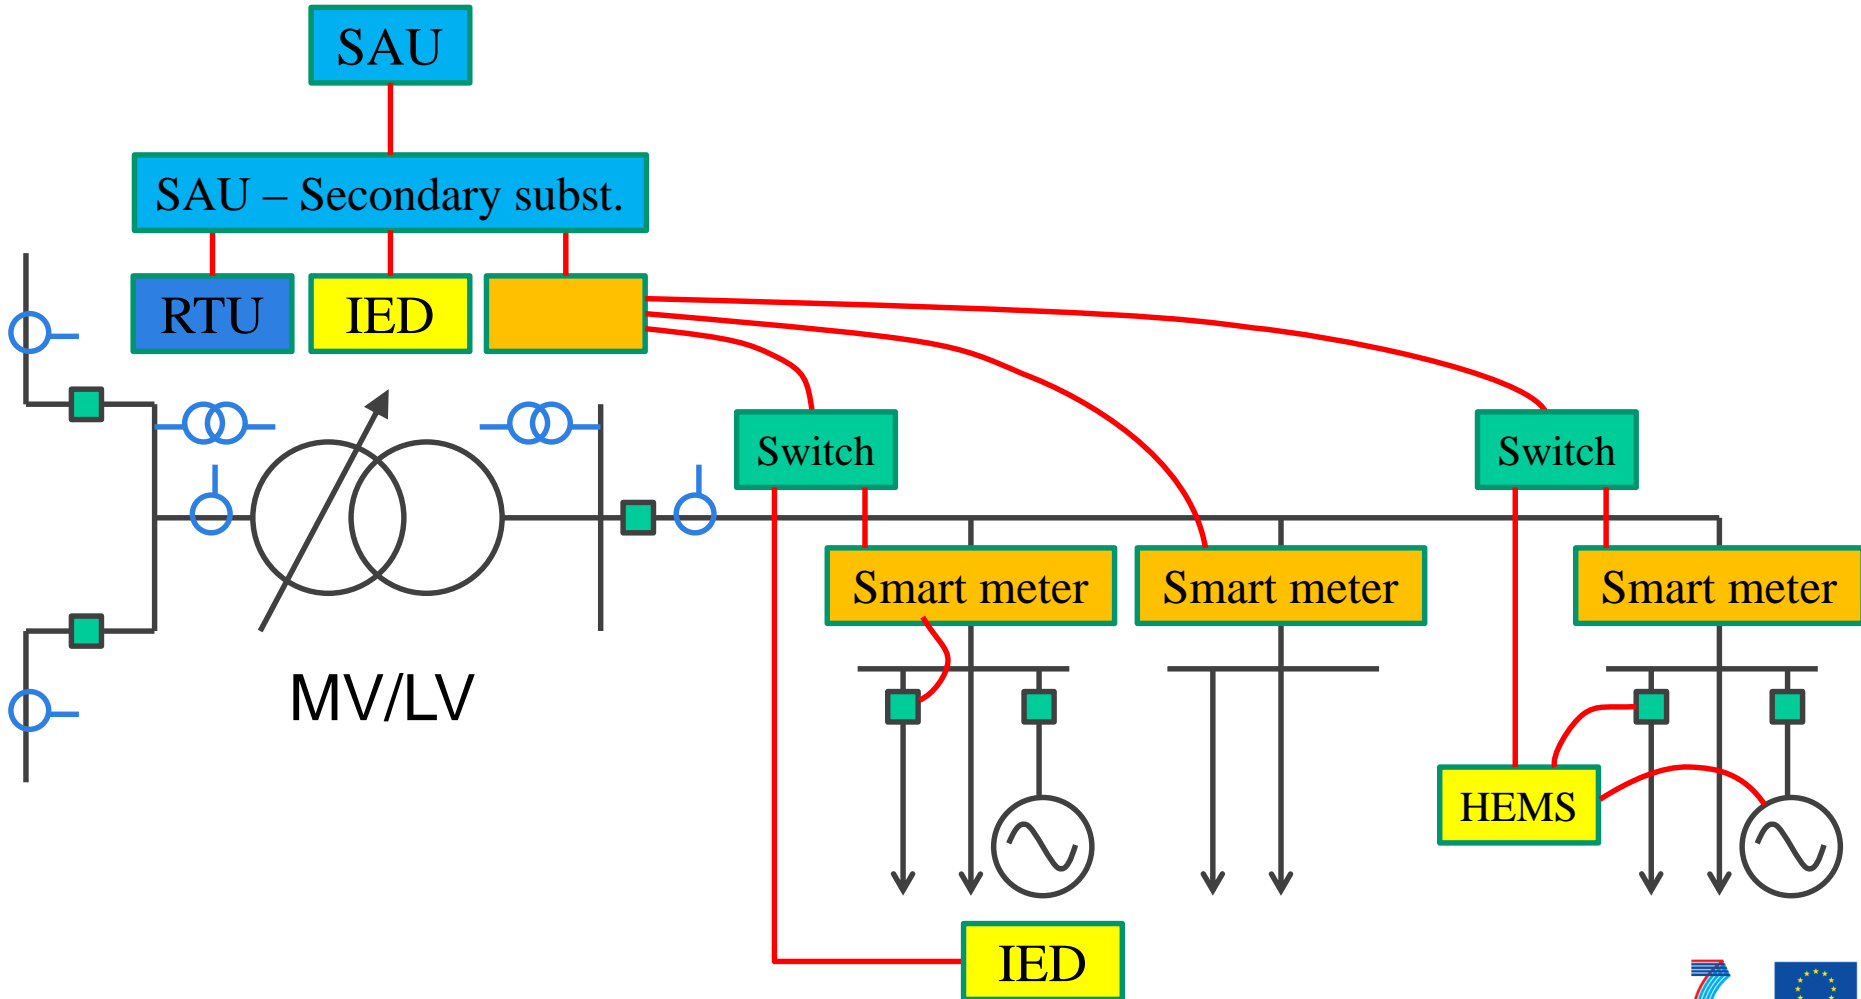 SAU
SAU – Secondary subst.
RTU
IED
Switch
Switch
Smart meter
Smart meter
Smart meter
MV/LV
HEMS
IED